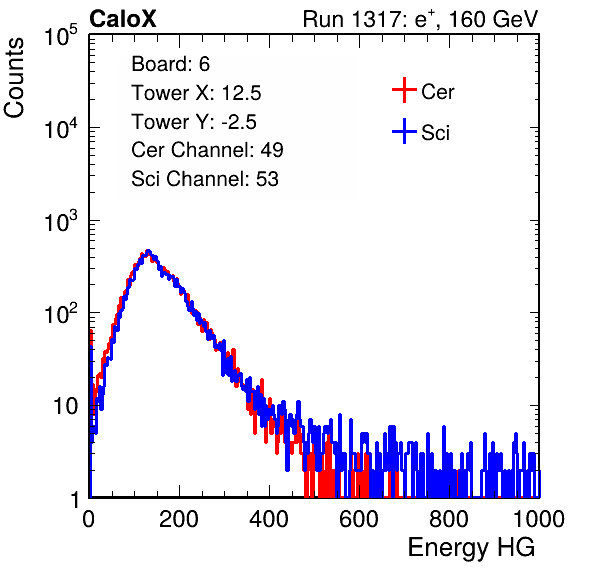 CaloX Run 1317: e⁺, 160 GeV
Counts
10⁵
10⁴
10³
10²
10
1
Board: 6
Tower X: 12.5
Tower Y: -2.5
Cer Channel: 49
Sci Channel: 53
Cer
Sci
0 200 400 600 800 1000
Energy HG